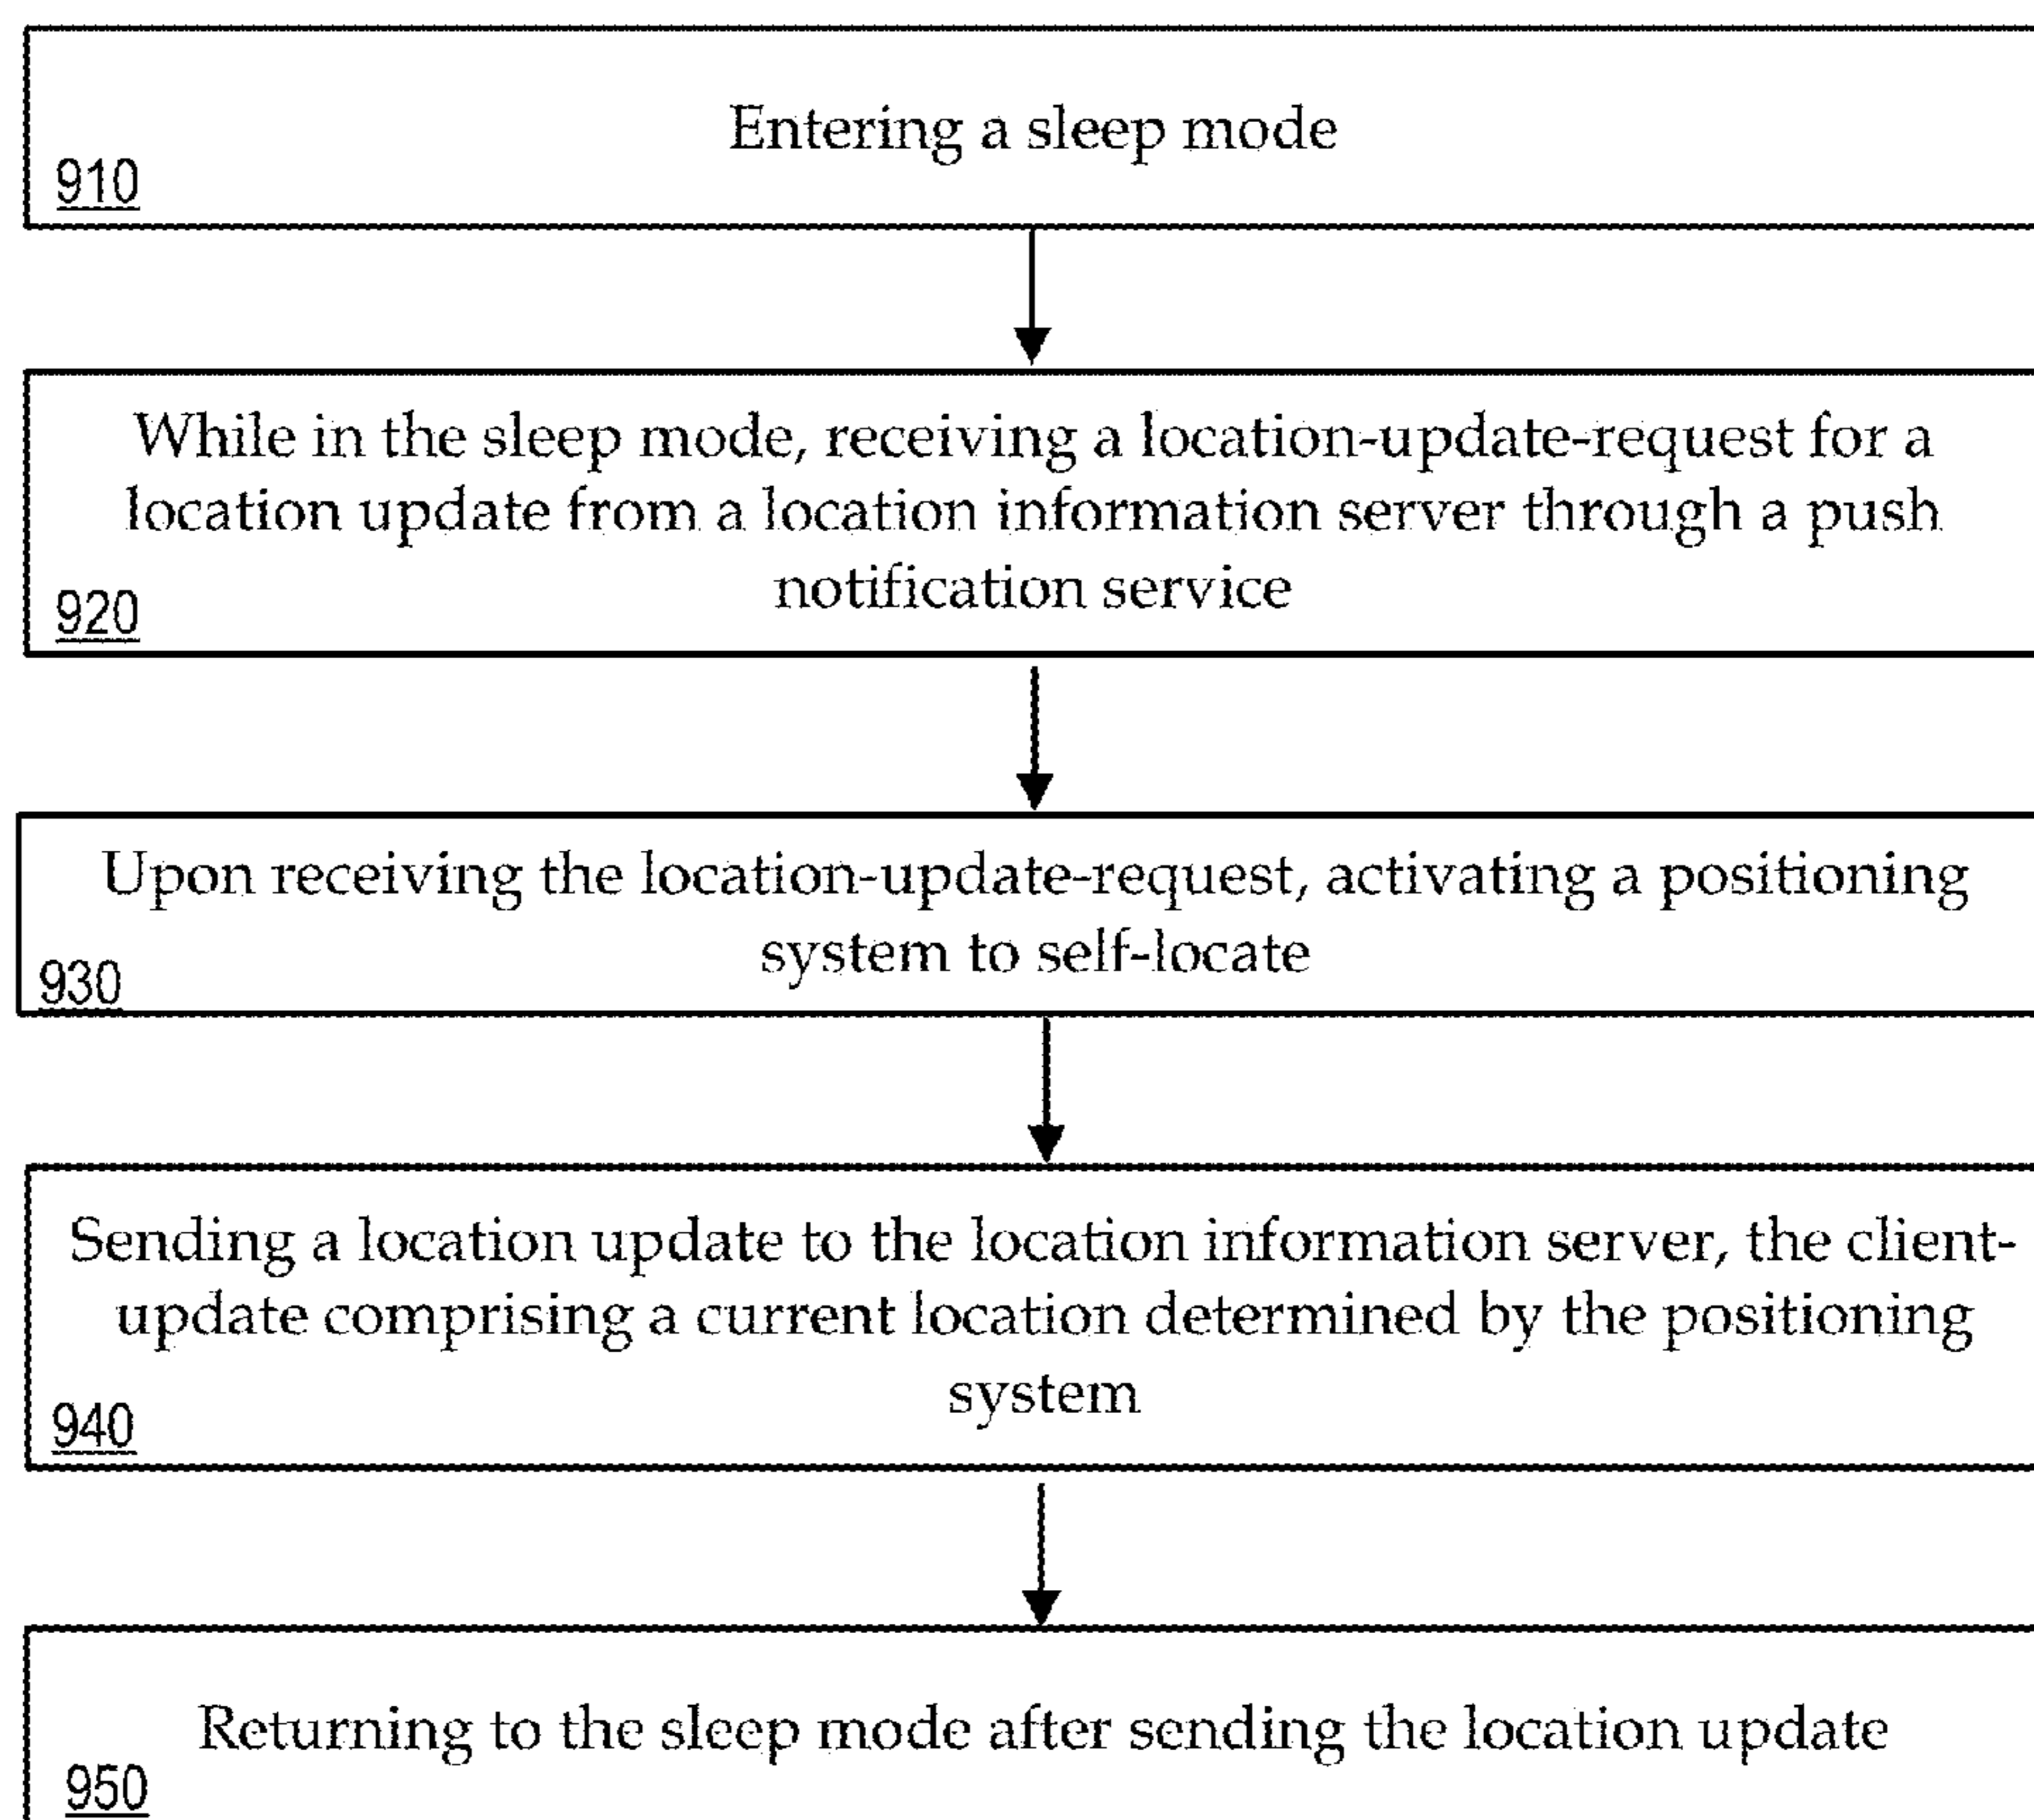 Entering a sleep mode
910
While in the sleep mode, receiving a location-update-request for a
location update from a location information server through a push
notification service
920
Upon receiving the location-update-request, activating a positioning
system to self-locate
930
Sending a location update to the location information server, the client-
update comprising a current location determined by the positioning
system
940
Returning to the sleep mode after sending the location update
950